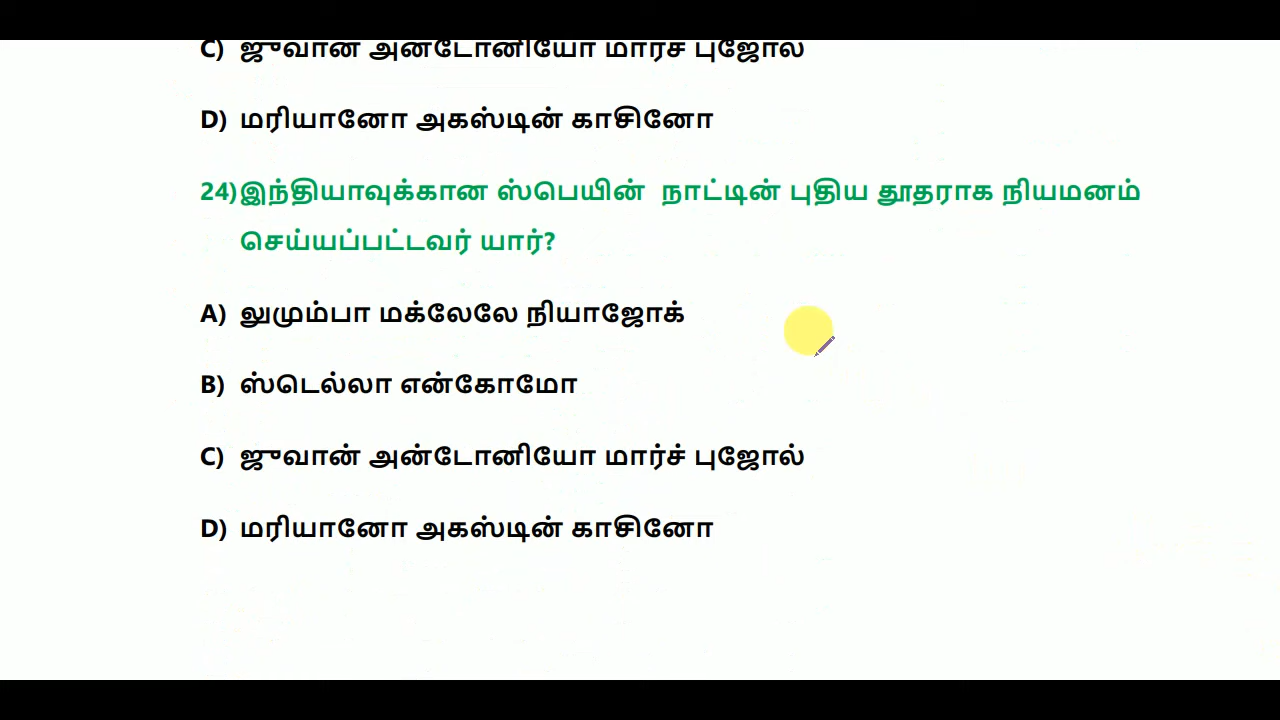 C) ஜுவான் அன்டோனியோ மார்ச் புஜோல்
D) மரியானோ அகஸ்டின் காசினோ
24)இந்தியாவுக்கான ஸ்பெயின் நாட்டின் புதிய தூதராக நியமனம்
செய்யப்பட்டவர் யார்?
A) லுமும்பா மக்லேலே நியாஜோக்
B) ஸ்டெல்லா என்கோமோ
C) ஜுவான் அன்டோனியோ மார்ச் புஜோல்
D) மரியானோ அகஸ்டின் காசினோ